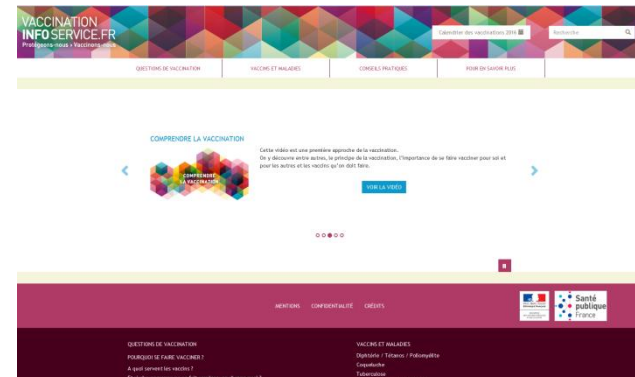 VACCINATION
INFOSERVICE.FR
Protégeons-nous > Vaccinons-nous
Calendrier des vaccinations 2016
Recherche
QUESTIONS DE VACCINATION
VACCINS ET MALADIES
CONSEILS PRATIQUES
POUR EN SAVOIR PLUS
COMPRENDRE LA VACCINATION
COMPRENDRE
LA VACCINATION
Cette vidéo est une première approche de la vaccination.
On y découvre entre autres, le principe de la vaccination, l'importance de se faire vacciner pour soi et
pour les autres et les vaccins qu'on doit faire.
VOIR LA VIDÉO
MENTIONS CONFIDENTIALITÉ CRÉDITS
Santé
publique
France
QUESTIONS DE VACCINATION
POURQUOI SE FAIRE VACCINER ?
A quoi servent les vaccins ?
VACCINS ET MALADIES
Diphtérie / Tétanos / Poliomyélite
Coqueluche
Tuberculose